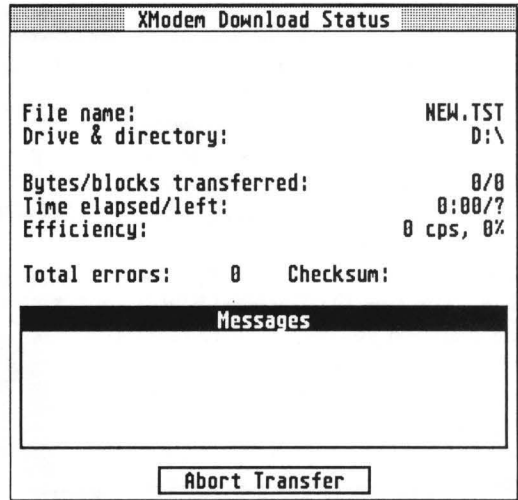 XModem Download Status
File name: NEW.TST
Drive & directory: D:\
Bytes/blocks transferred: 0/0
Time elapsed/left: 0:00/?
Efficiency: 0 cps, 0%
Total errors: 0 Checksum:
Messages
Abort Transfer